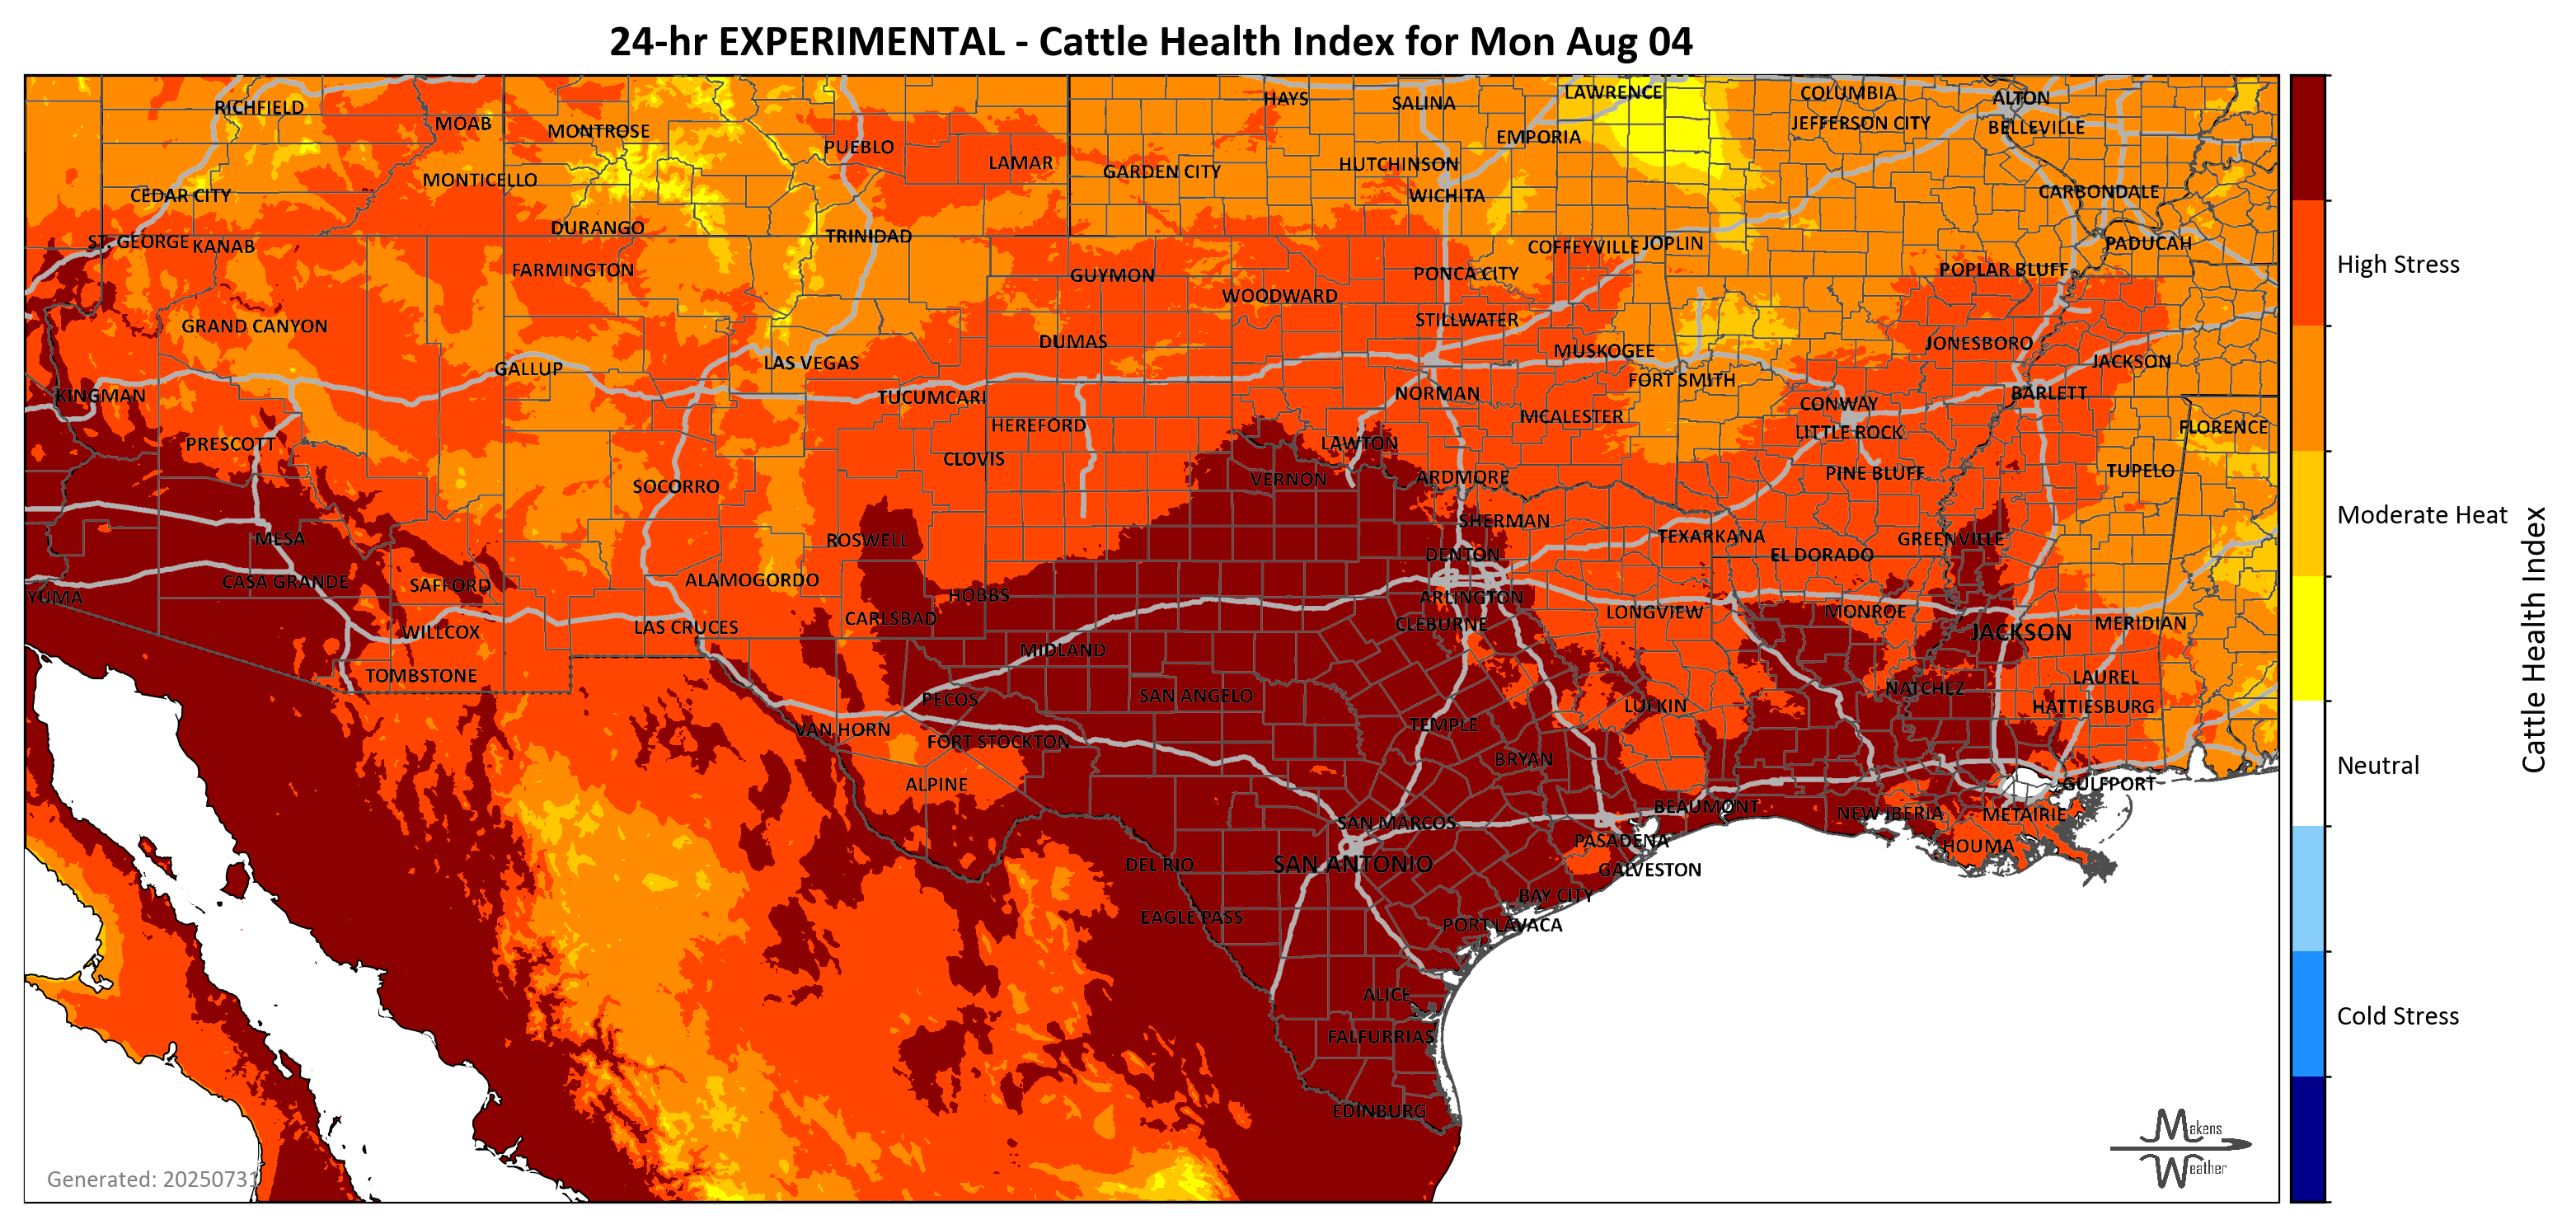 24-hr EXPERIMENTAL - Cattle Health Index for Mon Aug 04
RICHFIELD
MOAB
MONTROSE
PUEBLO
LAMAR
HAYS
SALINA
LAWRENCE
COLUMBIA
ALTON
EMPORIA
JEFFERSON CITY
BELLEVILLE
CEDAR CITY
MONTICELLO
GARDEN CITY
HUTCHINSON
WICHITA
CARBONDALE
ST. GEORGE
KANAB
DURANGO
TRINIDAD
COFFEYVILLE
JOPLIN
PADUCAH
FARMINGTON
GUYMON
PONCA CITY
POPLAR BLUFF
High Stress
WOODWARD
GRAND CANYON
STILLWATER
DUMAS
MUSKOGEE
JONESBORO
JACKSON
GALLUP
LAS VEGAS
FORT SMITH
KINGMAN
TUCUMCARI
NORMAN
CONWAY
BARLETT
HEREFORD
MCALESTER
LITTLE ROCK
FLORENCE
PRESCOTT
CLOVIS
LAWTON
SOCORRO
VERNON
ARDMORE
PINE BLUFF
TUPELO
MESA
ROSWELL
SHERMAN
TEXARKANA
GREENVILLE
Moderate Heat
DENTON
EL DORADO
CASA GRANDE
SAFFORD
ALAMOGORDO
HOBBS
YUMA
ARLINGTON
CARLSBAD
LONGVIEW
MONROE
WILLCOX
LAS CRUCES
CLEBURNE
JACKSON
MERIDIAN
MIDLAND
TOMBSTONE
PECOS
SAN ANGELO
NATCHEZ
LAUREL
LUFKIN
HATTIESBURG
VAN HORN
FORT STOCKTON
TEMPLE
BRYAN
Neutral
ALPINE
GULFPORT
SAN MARCOS
BEAUMONT
NEW IBERIA
METAIRIE
DEL RIO
SAN ANTONIO
PASADENA
GALVESTON
HOUMA
EAGLE PASS
BAY CITY
PORT LAVACA
ALICE
FALFURRIAS
Cold Stress
EDINBURG
Cattle Health Index
Makens
Weather
Generated: 20250731